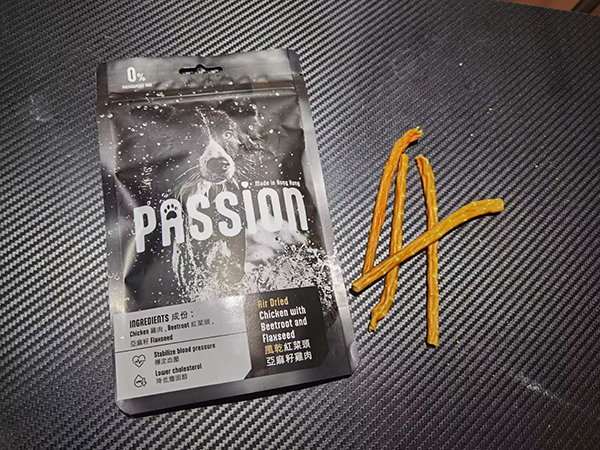 0%
Made in Hong Kong
PASSION
INGREDIENTS 成份：
Chicken 雞肉 , Beetroot 紅菜頭 ,
亞麻籽 Flaxseed
Stabilize blood pressure
穩定血壓
Lower cholesterol
降低膽固醇
Air Dried
Chicken with
Beetroot and
Flaxseed
風乾紅菜頭
亞麻籽雞肉